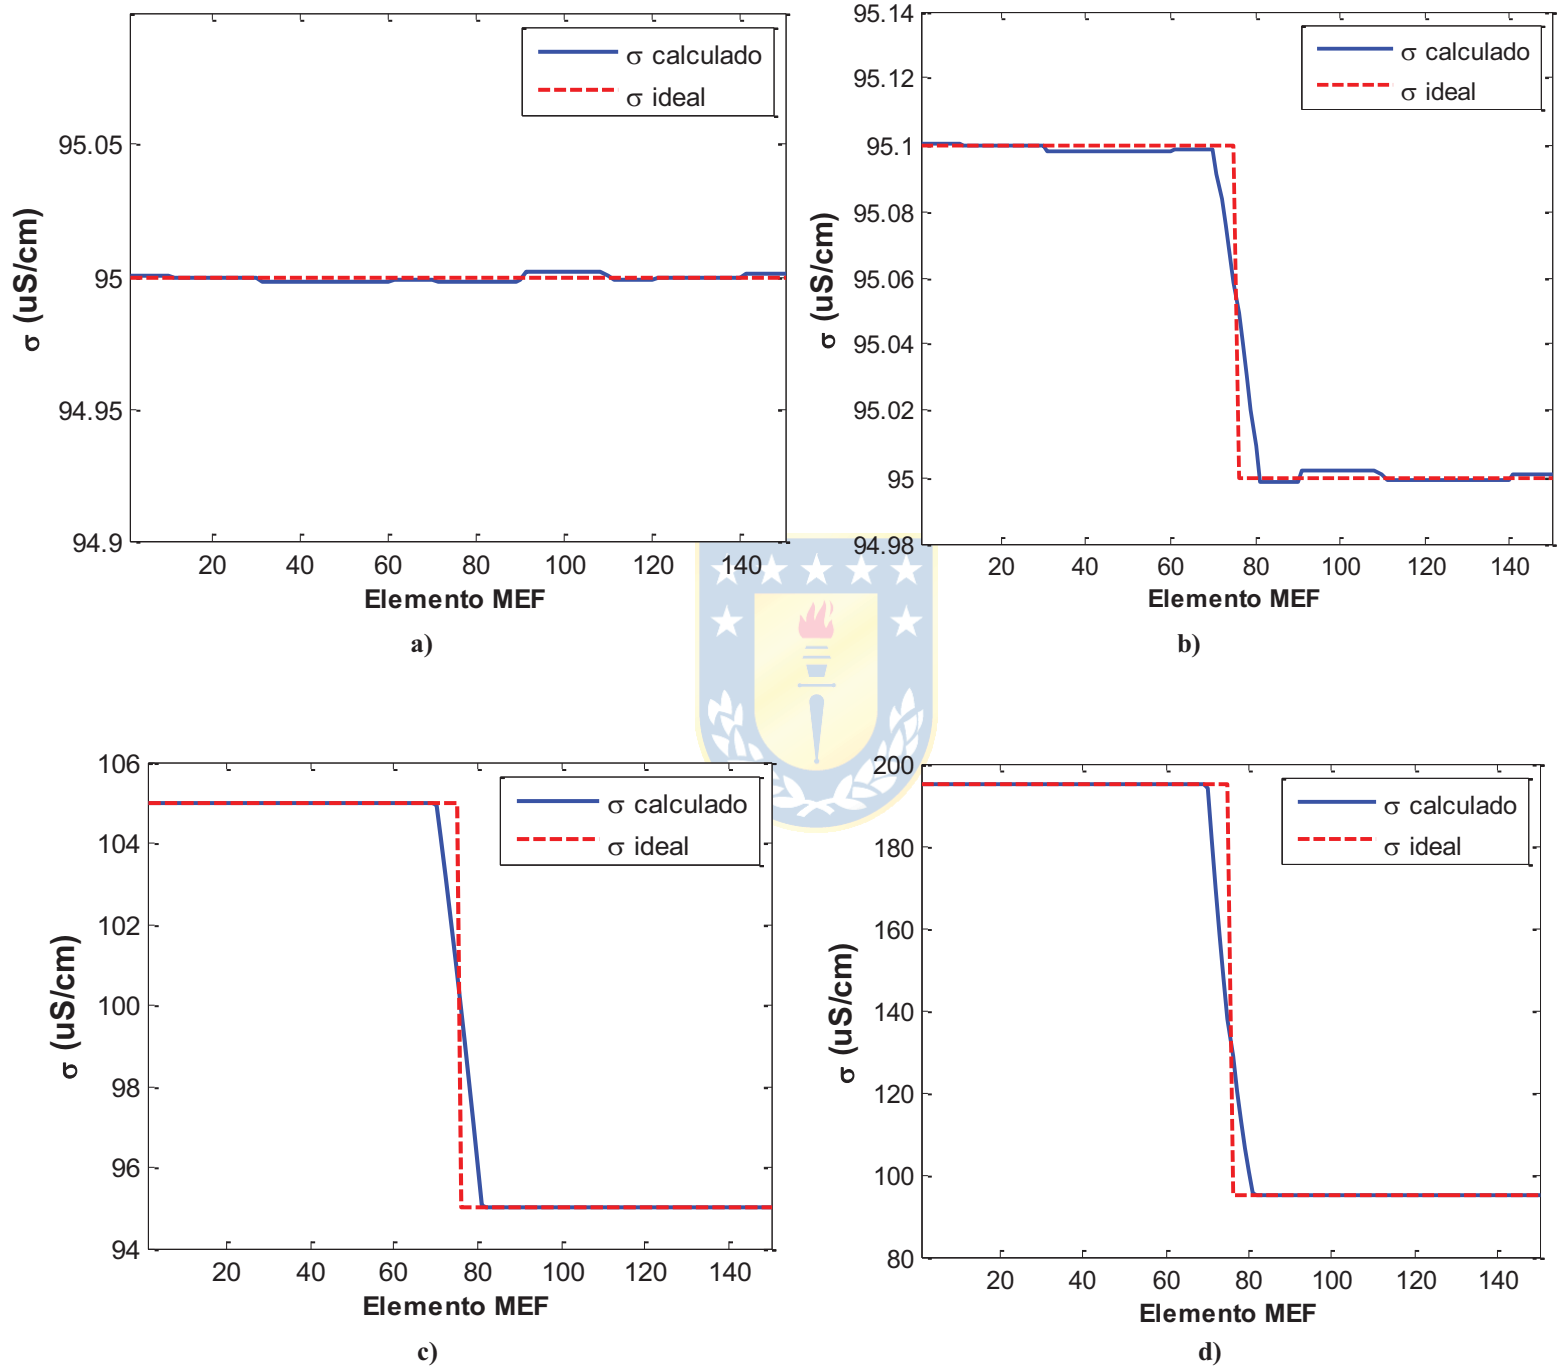 σ calculado
σ ideal
95.05
95
94.95
94.9
σ (uS/cm)
20 40 60 80 100 120 140
Elemento MEF
a)
σ calculado
σ ideal
95.14
95.12
95.1
95.08
95.06
95.04
95.02
95
94.98
σ (uS/cm)
20 40 60 80 100 120 140
Elemento MEF
b)
σ calculado
σ ideal
106
104
102
100
98
96
94
σ (uS/cm)
20 40 60 80 100 120 140
Elemento MEF
c)
σ calculado
σ ideal
200
180
160
140
120
100
80
σ (uS/cm)
20 40 60 80 100 120 140
Elemento MEF
d)